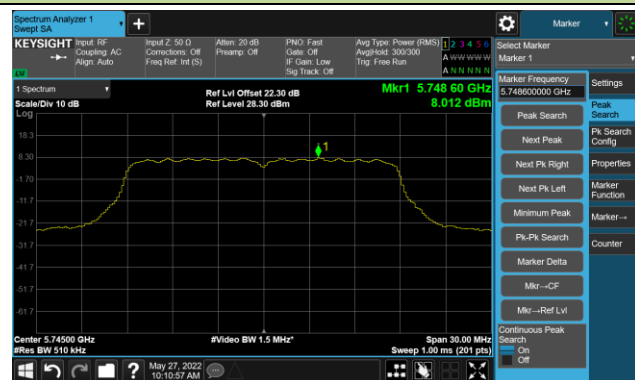 Spectrum Analyzer 1
Swept SA
Marker
KEYSIGHT
Input: RF
Coupling: AC
Align: Auto
Input Z: 50 Ω
Corrections: Off
Freq Ref: Int (S)
Atten: 20 dB
Preamp: Off
PNO: Fast
Gate: Off
IF Gain: Low
Sig Track: Off
Avg Type: Power (RMS)
Avg|Hold: 300/300
Trig: Free Run
1 2 3 4 5 6
A WW WW W
A N N N N N
Select Marker
Marker 1
1 Spectrum
Scale/Div 10 dB
Log
Ref Lvl Offset 22.30 dB
Ref Level 28.30 dBm
Mkr1 5.748 60 GHz
8.012 dBm
1
18.3
8.30
-1.70
-11.7
-21.7
-31.7
-41.7
-51.7
-61.7
Center 5.74500 GHz
#Res BW 510 kHz
#Video BW 1.5 MHz*
Span 30.00 MHz
Sweep 1.00 ms (201 pts)
Marker Frequency
5.748600000 GHz
Peak Search
Next Peak
Next Pk Right
Next Pk Left
Minimum Peak
Pk-Pk Search
Marker Delta
Mkr→CF
Mkr→Ref Lvl
Continuous Peak
Search
On
Off
Settings
Peak
Search
Pk Search
Config
Properties
Marker
Function
Marker→
Counter
?
May 27, 2022
10:10:57 AM